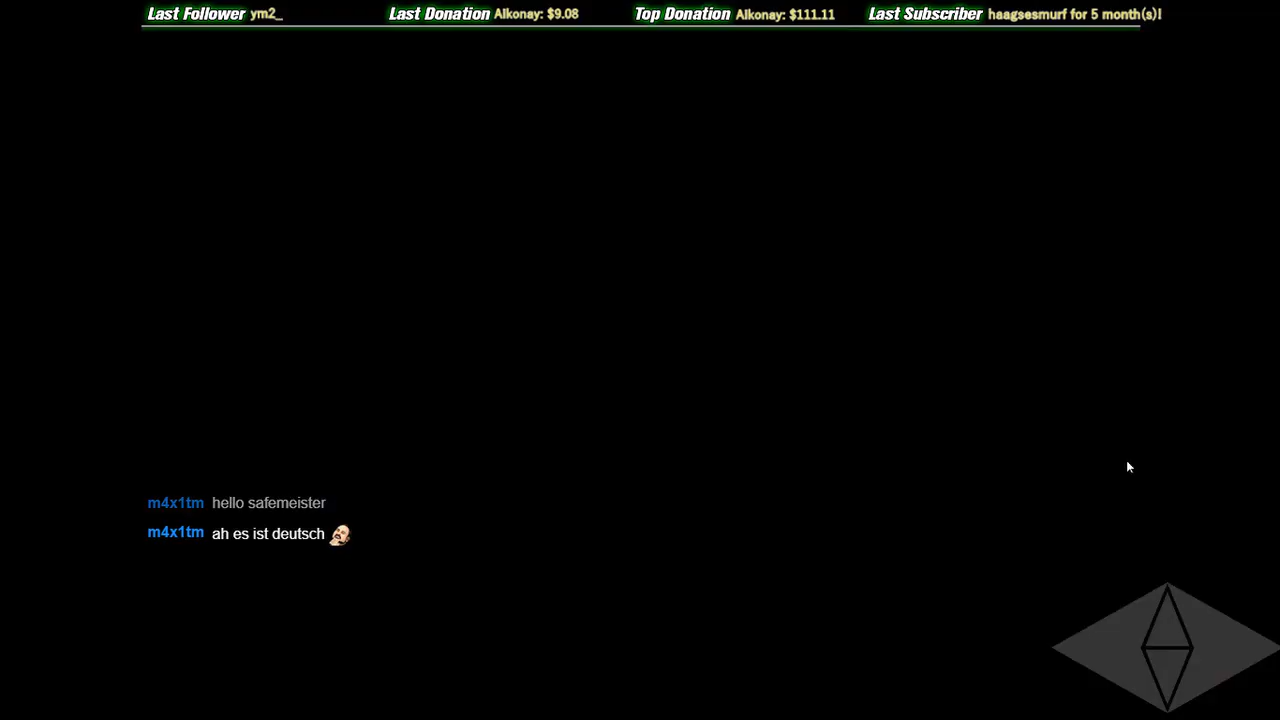 Last Follower ym2_ Last Donation Alkonay: $9.08 Top Donation Alkonay: $111.11 Last Subscriber haagsesmurf for 5 month(s)!
m4x1tm hello safemeister
m4x1tm ah es ist deutsch